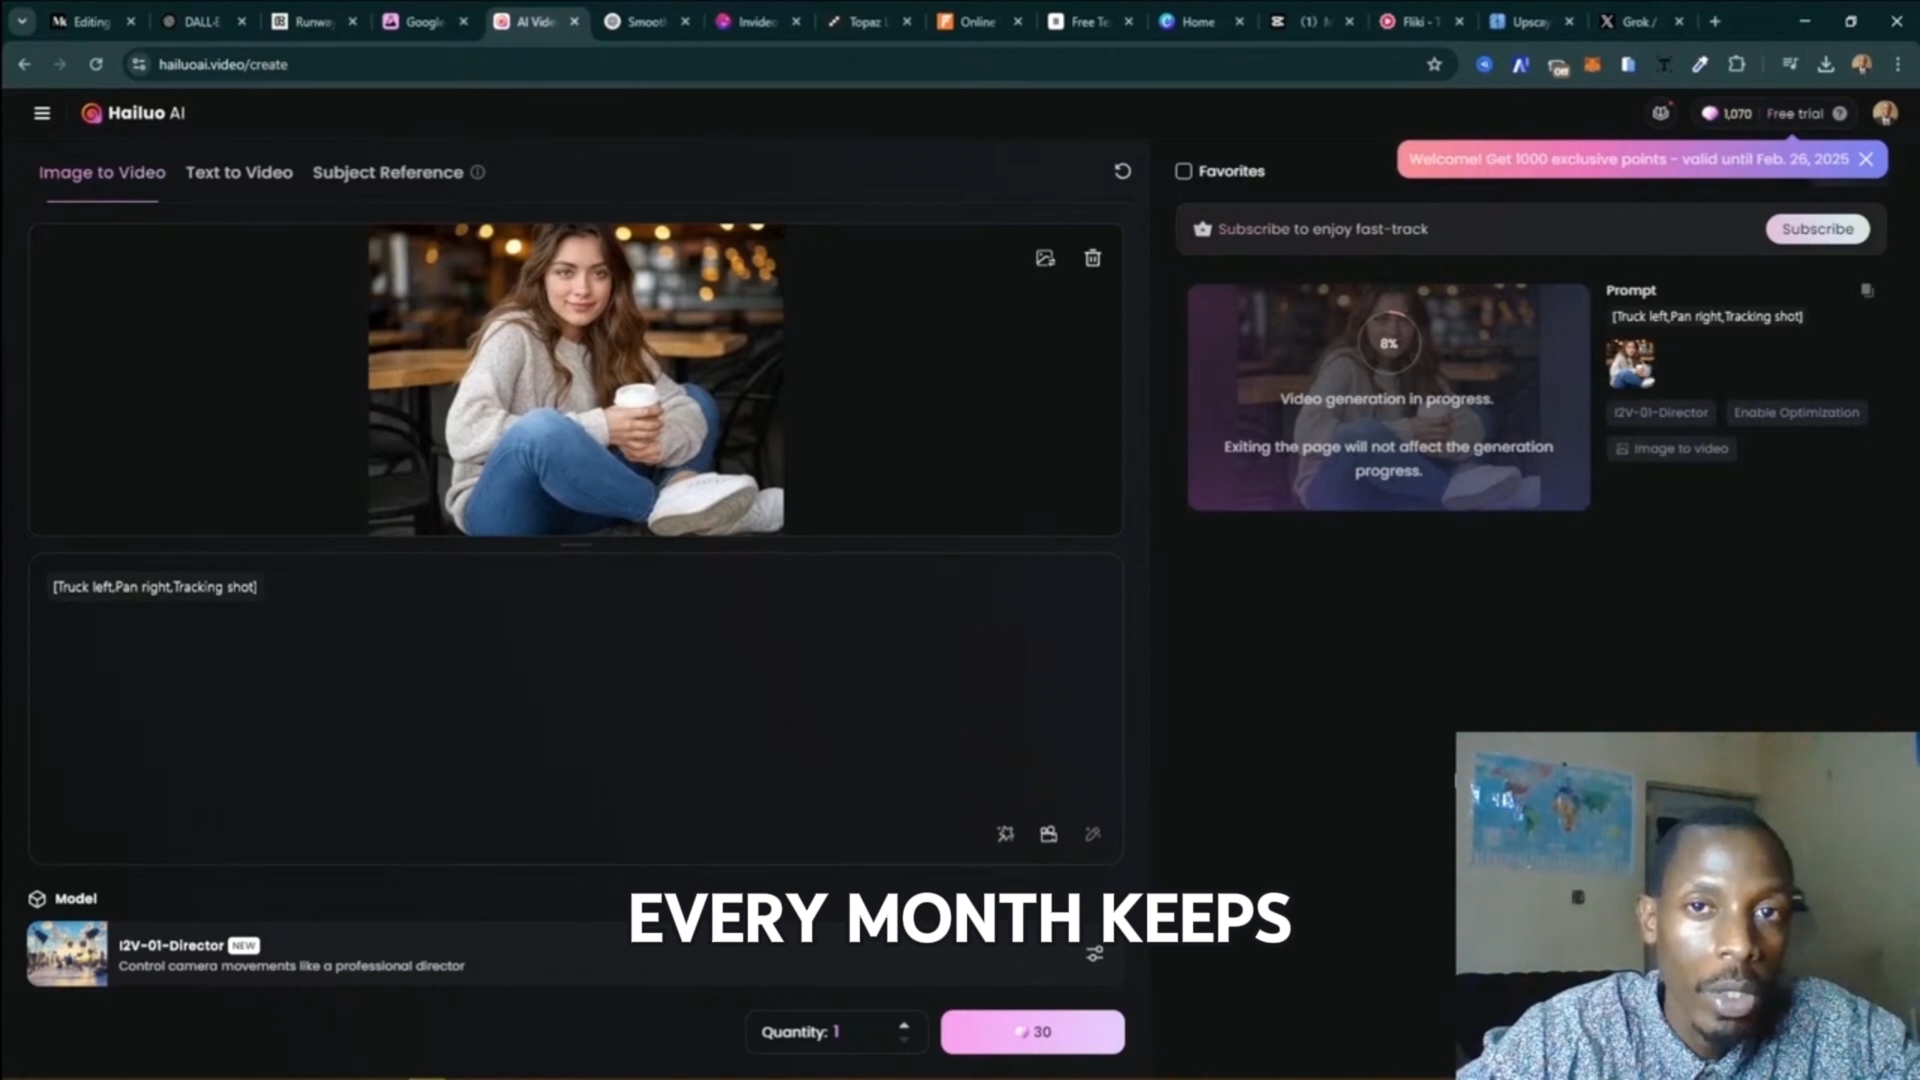 Editing
DALL-E
Runwa
Google
AI Vide
Smoot
Invideo
Topaz L
Online
Free Te
Home
(1)
Fliki - T
Upscay
Grok /
hailuoai.video/create
Off
Hailuo AI
1,070 Free trial
Welcome! Get 1000 exclusive points - valid until Feb. 26, 2025
Image to Video Text to Video Subject Reference
Favorites
Subscribe to enjoy fast-track
Subscribe
8%
Video generation in progress.
Exiting the page will not affect the generation
progress.
Prompt
[Truck left,Pan right,Tracking shot]
I2V-01-Director
Enable Optimization
Image to video
[Truck left,Pan right,Tracking shot]
Model
I2V-01-Director NEW
Control camera movements like a professional director
EVERY MONTH KEEPS
Quantity: 1
30